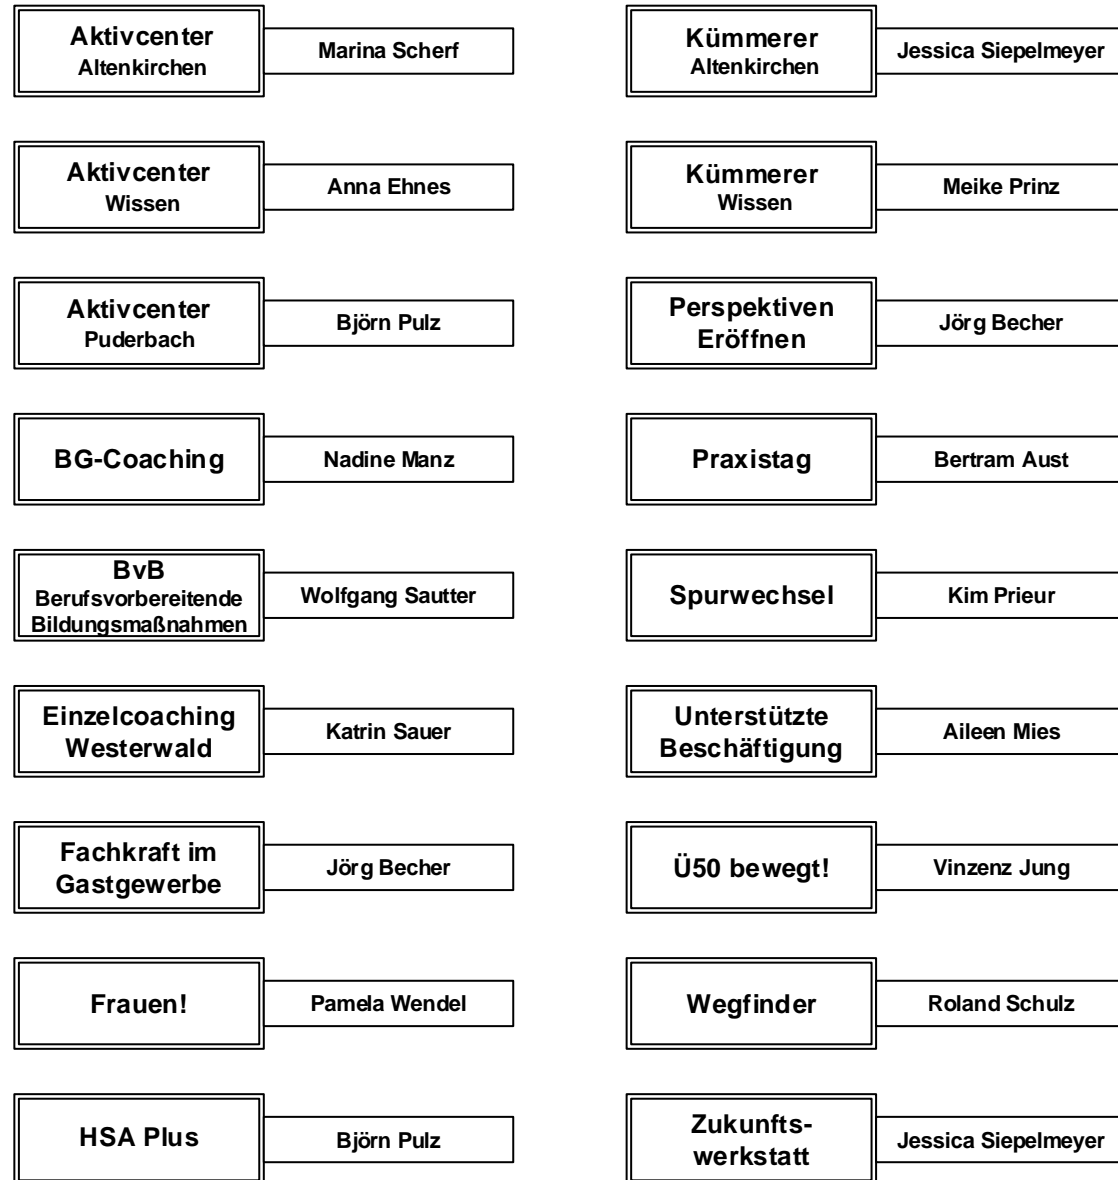 Aktivcenter
Altenkirchen
Marina Scherf
Aktivcenter
Wissen
Anna Ehnes
Aktivcenter
Puderbach
Björn Pulz
BG-Coaching
Nadine Manz
BvB
Berufsvorbereitende
Bildungsmaßnahmen
Wolfgang Sautter
Einzelcoaching
Westerwald
Katrin Sauer
Fachkraft im
Gastgewerbe
Jörg Becher
Frauen!
Pamela Wendel
HSA Plus
Björn Pulz
Kümmerer
Altenkirchen
Jessica Siepelmeyer
Kümmerer
Wissen
Meike Prinz
Perspektiven
Eröffnen
Jörg Becher
Praxistag
Bertram Aust
Spurwechsel
Kim Prieur
Unterstützte
Beschäftigung
Aileen Mies
Ü50 bewegt!
Vinzenz Jung
Wegfinder
Roland Schulz
Zukunfts-
werkstatt
Jessica Siepelmeyer